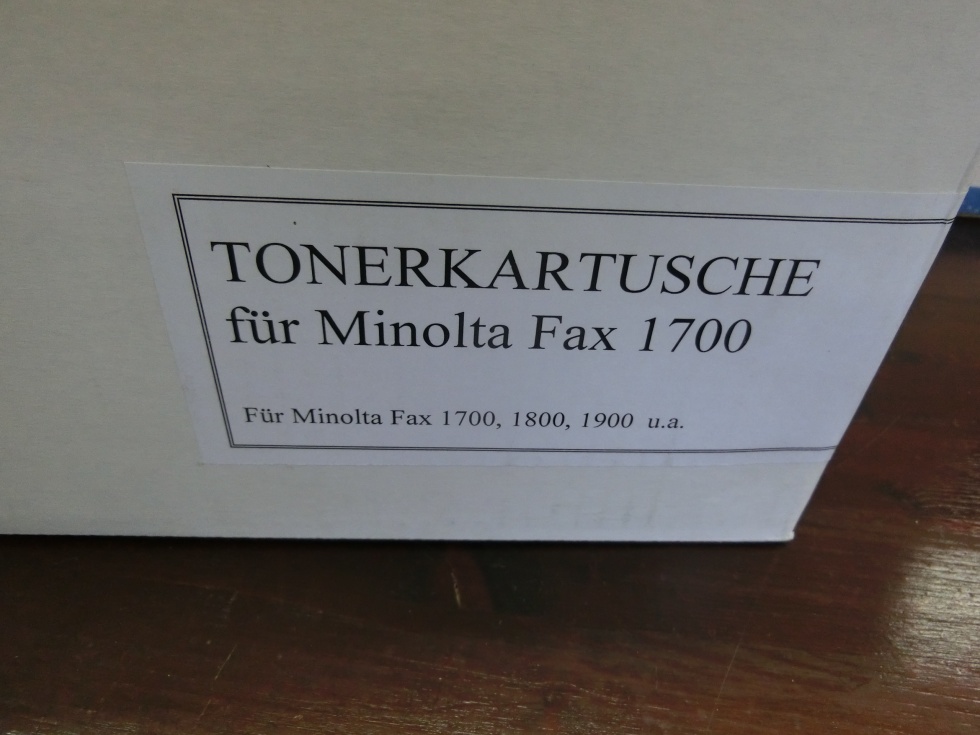 TONERKARTUSCHE
für Minolta Fax 1700
Für Minolta Fax 1700, 1800, 1900 u.a.